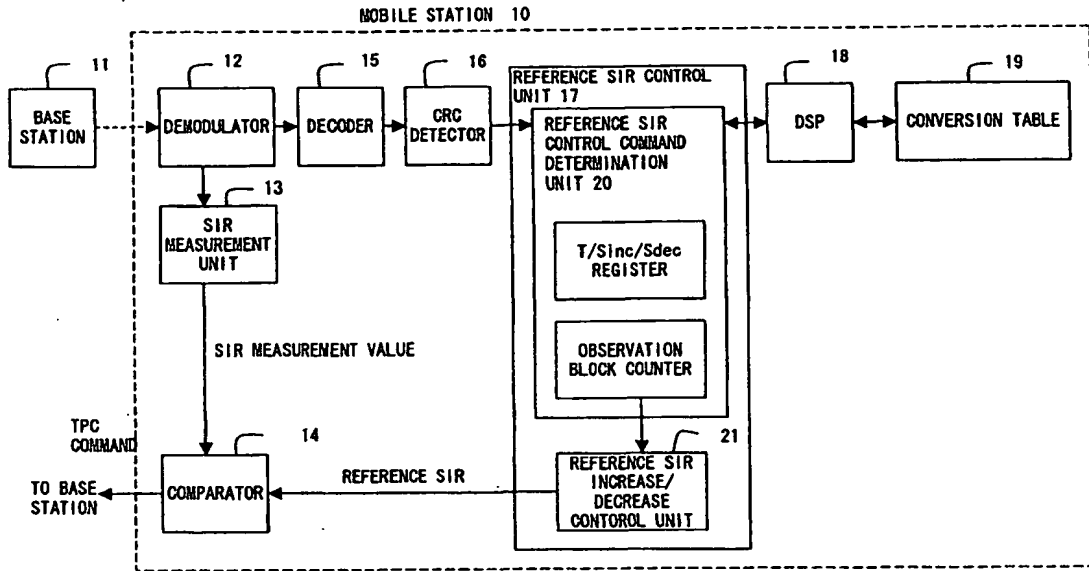 MOBILE STATION 10
11
12
15
16
18
19
BASE
STATION
DEMODULATOR
DECODER
CRC
DETECTOR
REFERENCE SIR CONTROL
UNIT 17
REFERENCE SIR
CONTROL COMMAND
DETERMINATION
UNIT 20
DSP
CONVERSION TABLE
13
SIR
MEASUREMENT
UNIT
T/Sinc/Sdec
REGISTER
OBSERVATION
BLOCK COUNTER
SIR MEASUREMENT VALUE
TPC
COMMAND
14
21
TO BASE
STATION
COMPARATOR
REFERENCE SIR
REFERENCE SIR
INCREASE/
DECREASE
CONTOROL UNIT